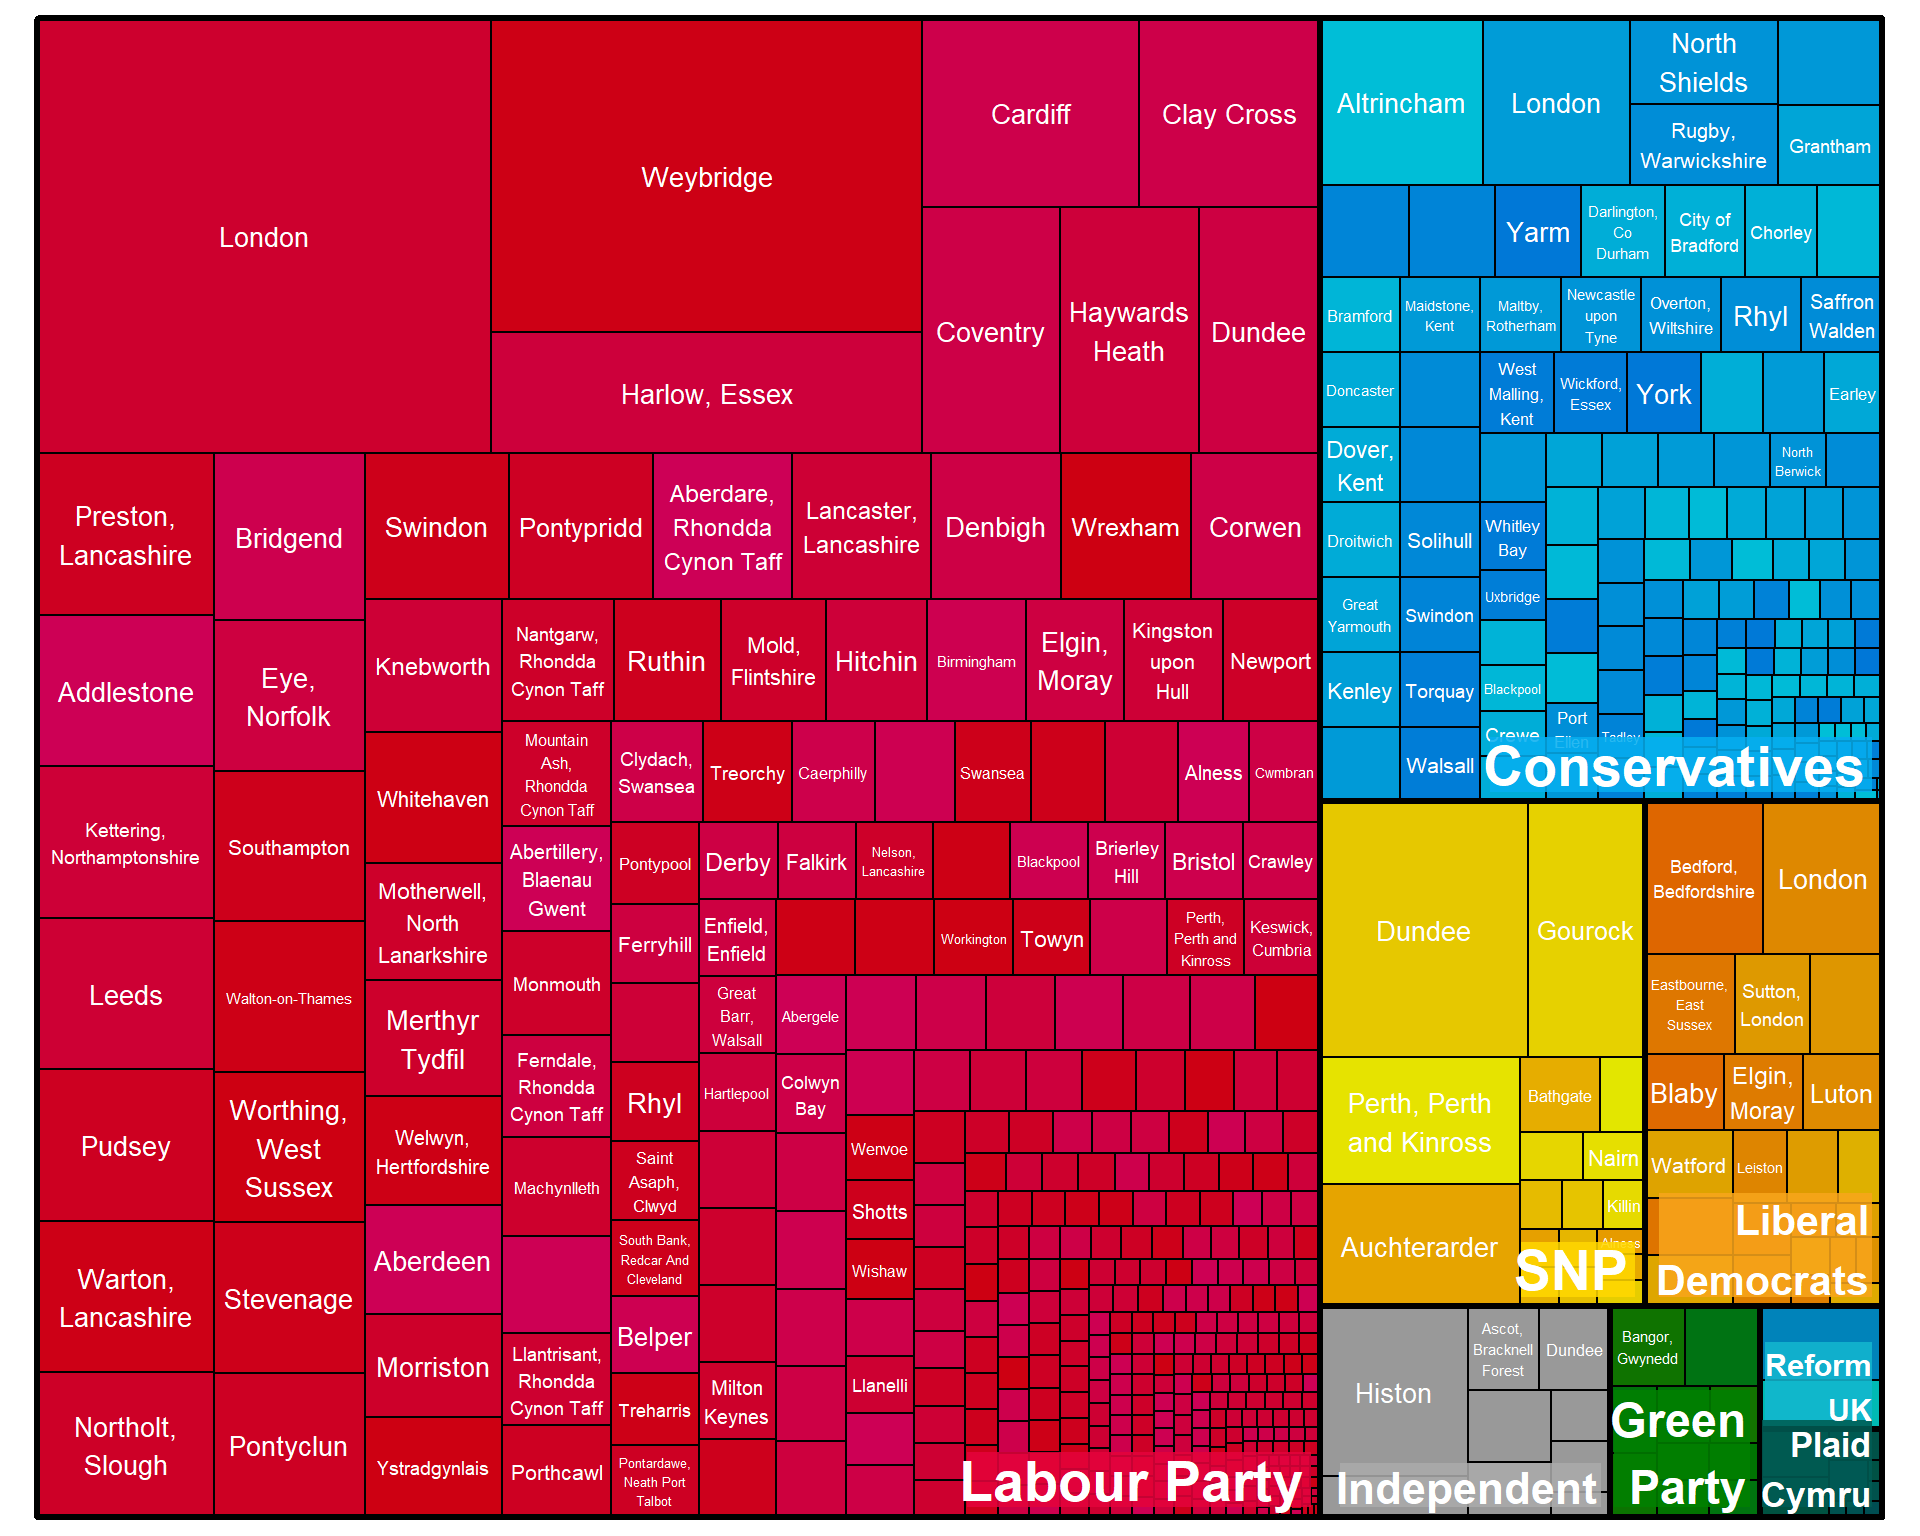 London
Weybridge
Harlow, Essex
Cardiff
Clay Cross
Coventry
Haywards
Heath
Dundee
Preston,
Lancashire
Bridgend
Swindon
Pontypridd
Aberdare,
Rhondda
Cynon Taff
Lancaster,
Lancashire
Denbigh
Wrexham
Corwen
Addlestone
Eye,
Norfolk
Knebworth
Nantgarw,
Rhondda
Cynon Taff
Ruthin
Mold,
Flintshire
Hitchin
Birmingham
Elgin,
Moray
Kingston
upon
Hull
Newport
Kettering,
Northamptonshire
Southampton
Whitehaven
Mountain
Ash,
Rhondda
Cynon Taff
Clydach,
Swansea
Treorchy
Caerphilly
Swansea
Alness
Cwmbran
Motherwell,
North
Lanarkshire
Abertillery,
Blaenau
Gwent
Pontypool
Derby
Falkirk
Nelson,
Lancashire
Blackpool
Brierley
Hill
Bristol
Crawley
Leeds
Walton-on-Thames
Merthyr
Tydfil
Monmouth
Ferryhill
Enfield,
Enfield
Workington
Towyn
Perth,
Perth and
Kinross
Keswick,
Cumbria
Great
Barr,
Walsall
Abergele
Pudsey
Worthing,
West
Sussex
Welwyn,
Hertfordshire
Ferndale,
Rhondda
Cynon Taff
Rhyl
Hartlepool
Colwyn
Bay
Wenvoe
Warton,
Lancashire
Stevenage
Aberdeen
Machynlleth
Saint
Asaph,
Clwyd
South Bank,
Redcar And
Cleveland
Shotts
Wishaw
Morriston
Llantrisant,
Rhondda
Cynon Taff
Belper
Treharris
Milton
Keynes
Llanelli
Northolt,
Slough
Pontyclun
Ystradgynlais
Porthcawl
Pontardawe,
Neath Port
Talbot
Labour Party
Altrincham
London
North
Shields
Rugby,
Warwickshire
Grantham
Yarm
Darlington,
Co
Durham
City of
Bradford
Chorley
Bramford
Maidstone,
Kent
Maltby,
Rotherham
Newcastle
upon
Tyne
Overton,
Wiltshire
Rhyl
Saffron
Walden
Doncaster
West
Malling,
Kent
Wickford,
Essex
York
Earley
Dover,
Kent
North
Berwick
Droitwich
Solihull
Whitley
Bay
Great
Yarmouth
Swindon
Uxbridge
Kenley
Torquay
Blackpool
Walsall
Crewe
Port
Ellen
Tadley
Conservatives
Dundee
Gourock
Perth, Perth
and Kinross
Bathgate
Nairn
Auchterarder
Killin
SNP
Bedford,
Bedfordshire
London
Eastbourne,
East
Sussex
Sutton,
London
Blaby
Elgin,
Moray
Luton
Watford
Leiston
Liberal
Democrats
Histon
Ascot,
Bracknell
Forest
Dundee
Independent
Bangor,
Gwynedd
Green
Party
Reform
UK
Plaid
Cymru